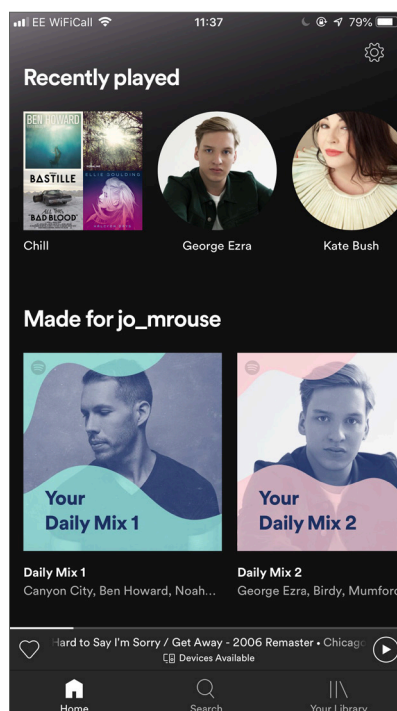 EE WiFiCall 11:37 79%
Recently played
BEN HOWARD
BASTILLE
ELLIE GOULDING
ALL THIS
BAD BLOOD
Chill George Ezra Kate Bush
Made for jo_mrouse
Your
Daily Mix 1
Your
Daily Mix 2
Daily Mix 1 Daily Mix 2
Canyon City, Ben Howard, Noah... George Ezra, Birdy, Mumford
Hard to Say I'm Sorry / Get Away - 2006 Remaster • Chicago
Devices Available
Home Search Your Library